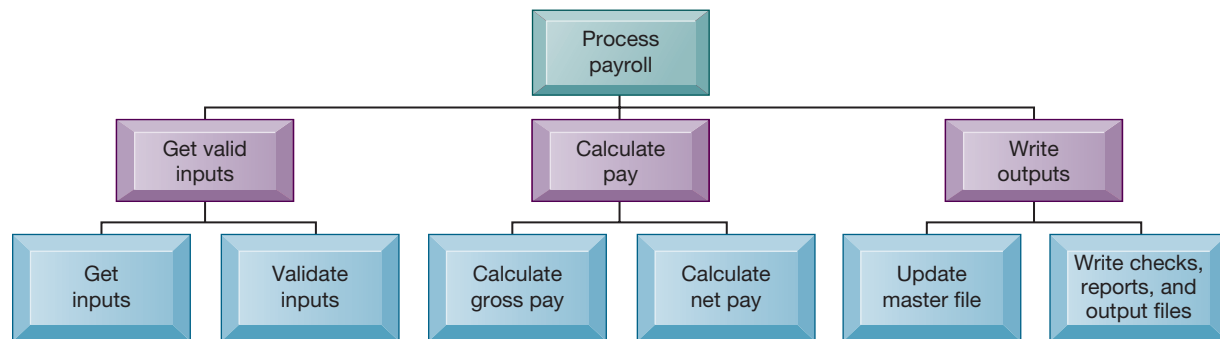 Process
payroll
Get valid
inputs
Calculate
pay
Write
outputs
Get
inputs
Validate
inputs
Calculate
gross pay
Calculate
net pay
Update
master file
Write checks,
reports, and
output files